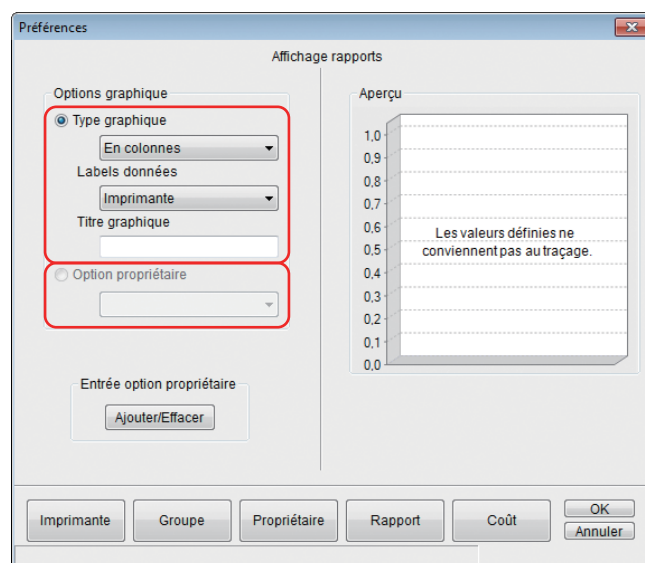 Préférences
Affichage rapports
Options graphique
Type graphique
En colonnes
Labels données
Imprimante
Titre graphique
Option propriétaire
Entrée option propriétaire
Ajouter/Effacer
Aperçu
1,0
0,9
0,8
0,7
0,6
0,5
0,4
0,3
0,2
0,1
0,0
Les valeurs définies ne
conviennent pas au traçage.
Imprimante
Groupe
Propriétaire
Rapport
Coût
OK
Annuler